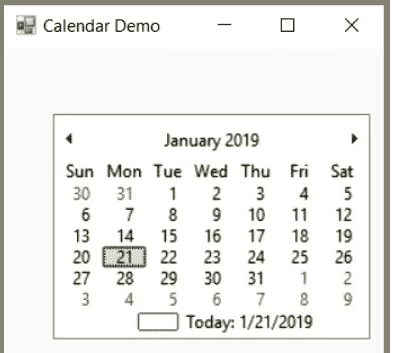 Calendar Demo
January 2019
Sun Mon Tue Wed Thu Fri Sat
30 31 1 2 3 4 5
6 7 8 9 10 11 12
13 14 15 16 17 18 19
20 21 22 23 24 25 26
27 28 29 30 31 1 2
3 4 5 6 7 8 9
Today: 1/21/2019